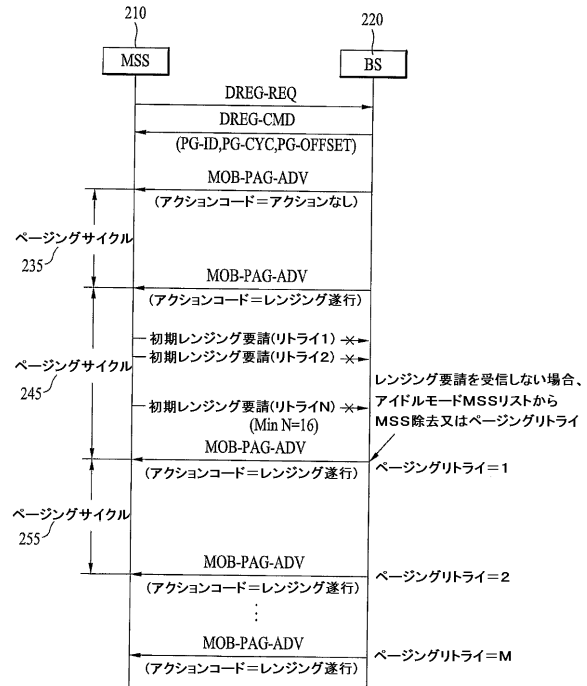 210
220
MSS
BS
DREG-REQ
DREG-CMD
(PG-ID,PG-CYC,PG-OFFSET)
MOB-PAG-ADV
(アクションコード=アクションなし)
ページングサイクル
235
MOB-PAG-ADV
(アクションコード=レンジング遂行)
初期レンジング要請(リトライ1)
初期レンジング要請(リトライ2)
ページングサイクル
245
レンジング要請を受信しない場合、
アイドルモードMSSリストから
MSS除去又はページングリトライ
初期レンジング要請(リトライN)
(Min N=16)
MOB-PAG-ADV
(アクションコード=レンジング遂行)
ページングリトライ=1
ページングサイクル
255
MOB-PAG-ADV
(アクションコード=レンジング遂行)
ページングリトライ=2
MOB-PAG-ADV
(アクションコード=レンジング遂行)
ページングリトライ=M